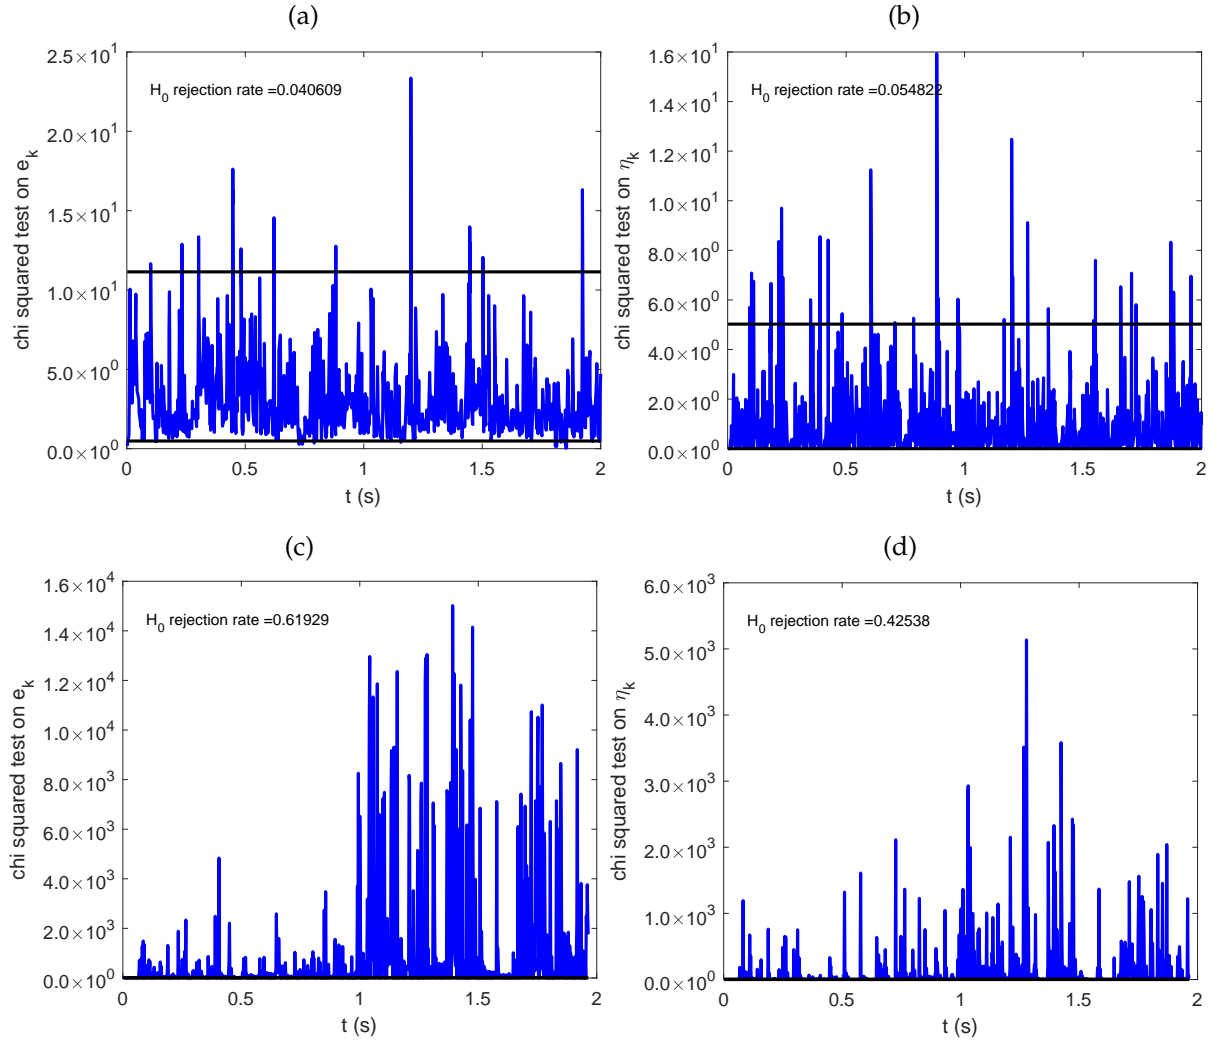 (a)
chi squared test on e_k
2.5×10^1
2.0×10^1
1.5×10^1
1.0×10^1
5.0×10^0
0.0×10^0
H_0 rejection rate =0.040609
0 0.5 1 1.5 2
t (s)
(b)
chi squared test on η_k
1.6×10^1
1.4×10^1
1.2×10^1
1.0×10^1
8.0×10^0
6.0×10^0
4.0×10^0
2.0×10^0
0.0×10^0
H_0 rejection rate =0.054822
0 0.5 1 1.5 2
t (s)
(c)
chi squared test on e_k
1.6×10^4
1.4×10^4
1.2×10^4
1.0×10^4
8.0×10^3
6.0×10^3
4.0×10^3
2.0×10^3
0.0×10^0
H_0 rejection rate =0.61929
0 0.5 1 1.5 2
t (s)
(d)
chi squared test on η_k
6.0×10^3
5.0×10^3
4.0×10^3
3.0×10^3
2.0×10^3
1.0×10^3
0.0×10^0
H_0 rejection rate =0.42538
0 0.5 1 1.5 2
t (s)